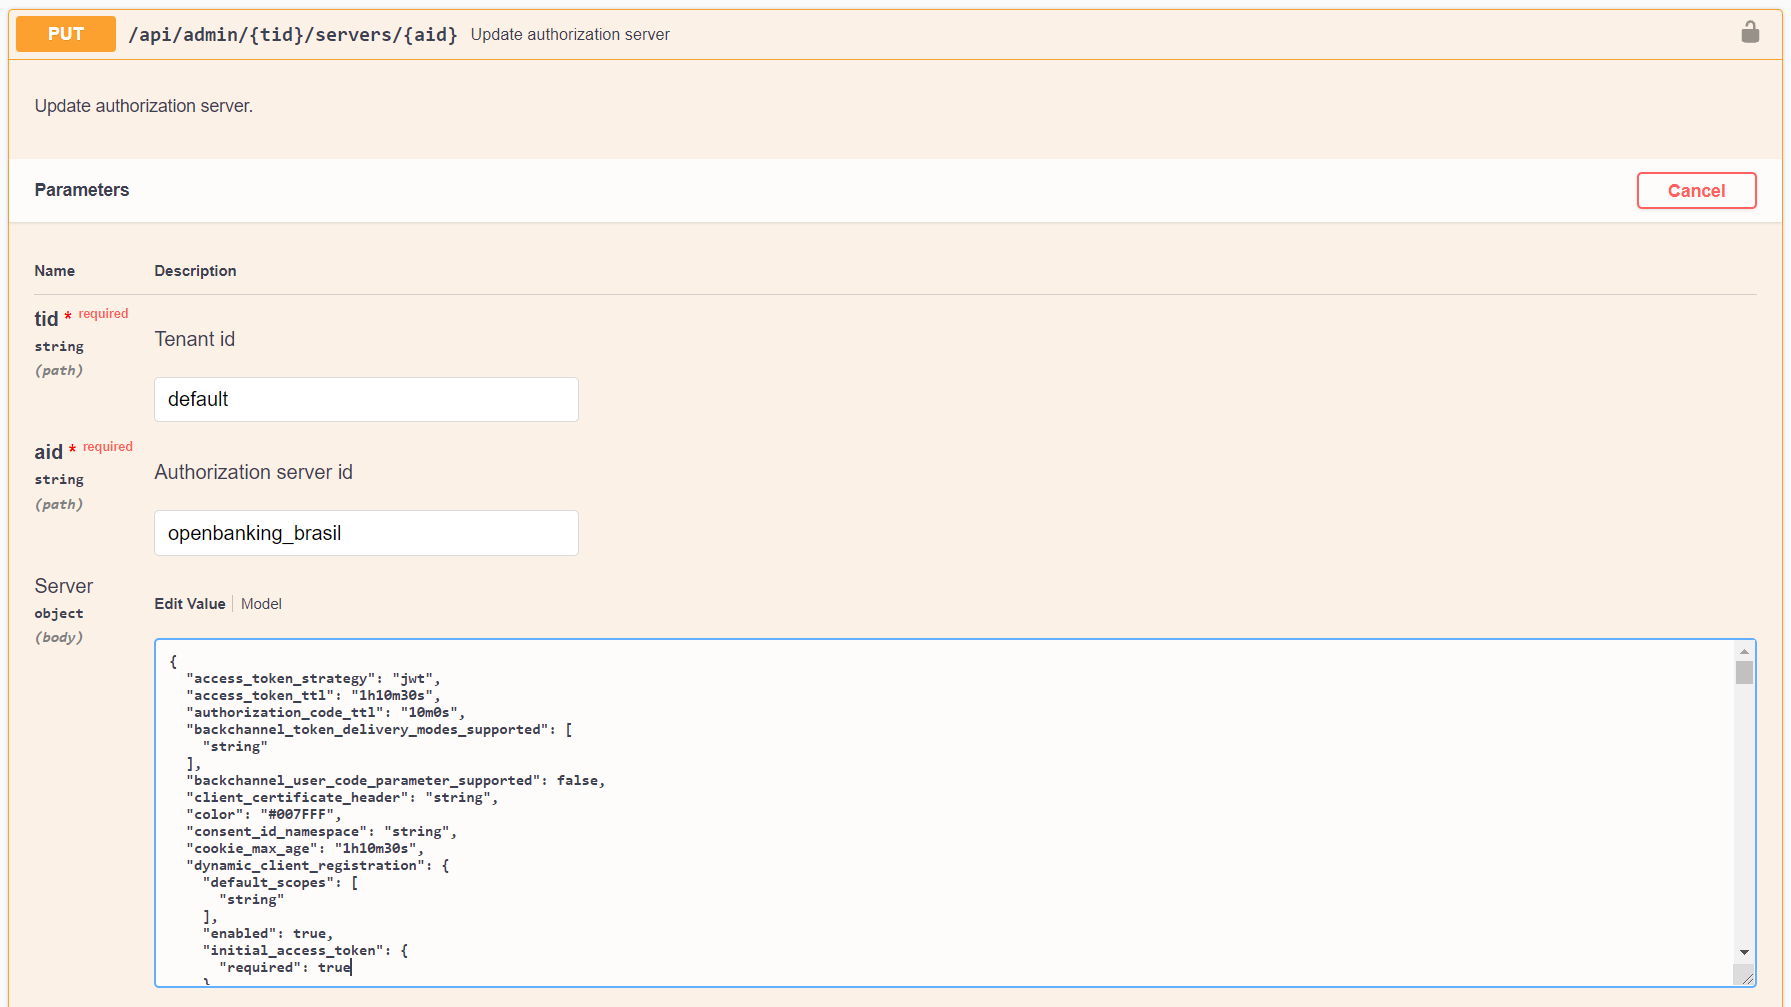 PUT /api/admin/{tid}/servers/{aid} Update authorization server
Update authorization server.
Parameters
Cancel
Name Description
tid * required
string
(path)
Tenant id
default
aid * required
string
(path)
Authorization server id
openbanking_brasil
Server
object
(body)
Edit Value | Model
{
  "access_token_strategy": "jwt",
  "access_token_ttl": "1h10m30s",
  "authorization_code_ttl": "10m0s",
  "backchannel_token_delivery_modes_supported": [
    "string"
  ],
  "backchannel_user_code_parameter_supported": false,
  "client_certificate_header": "string",
  "color": "#007FFF",
  "consent_id_namespace": "string",
  "cookie_max_age": "1h10m30s",
  "dynamic_client_registration": {
    "default_scopes": [
      "string"
    ],
    "enabled": true,
    "initial_access_token": {
      "required": true
    }